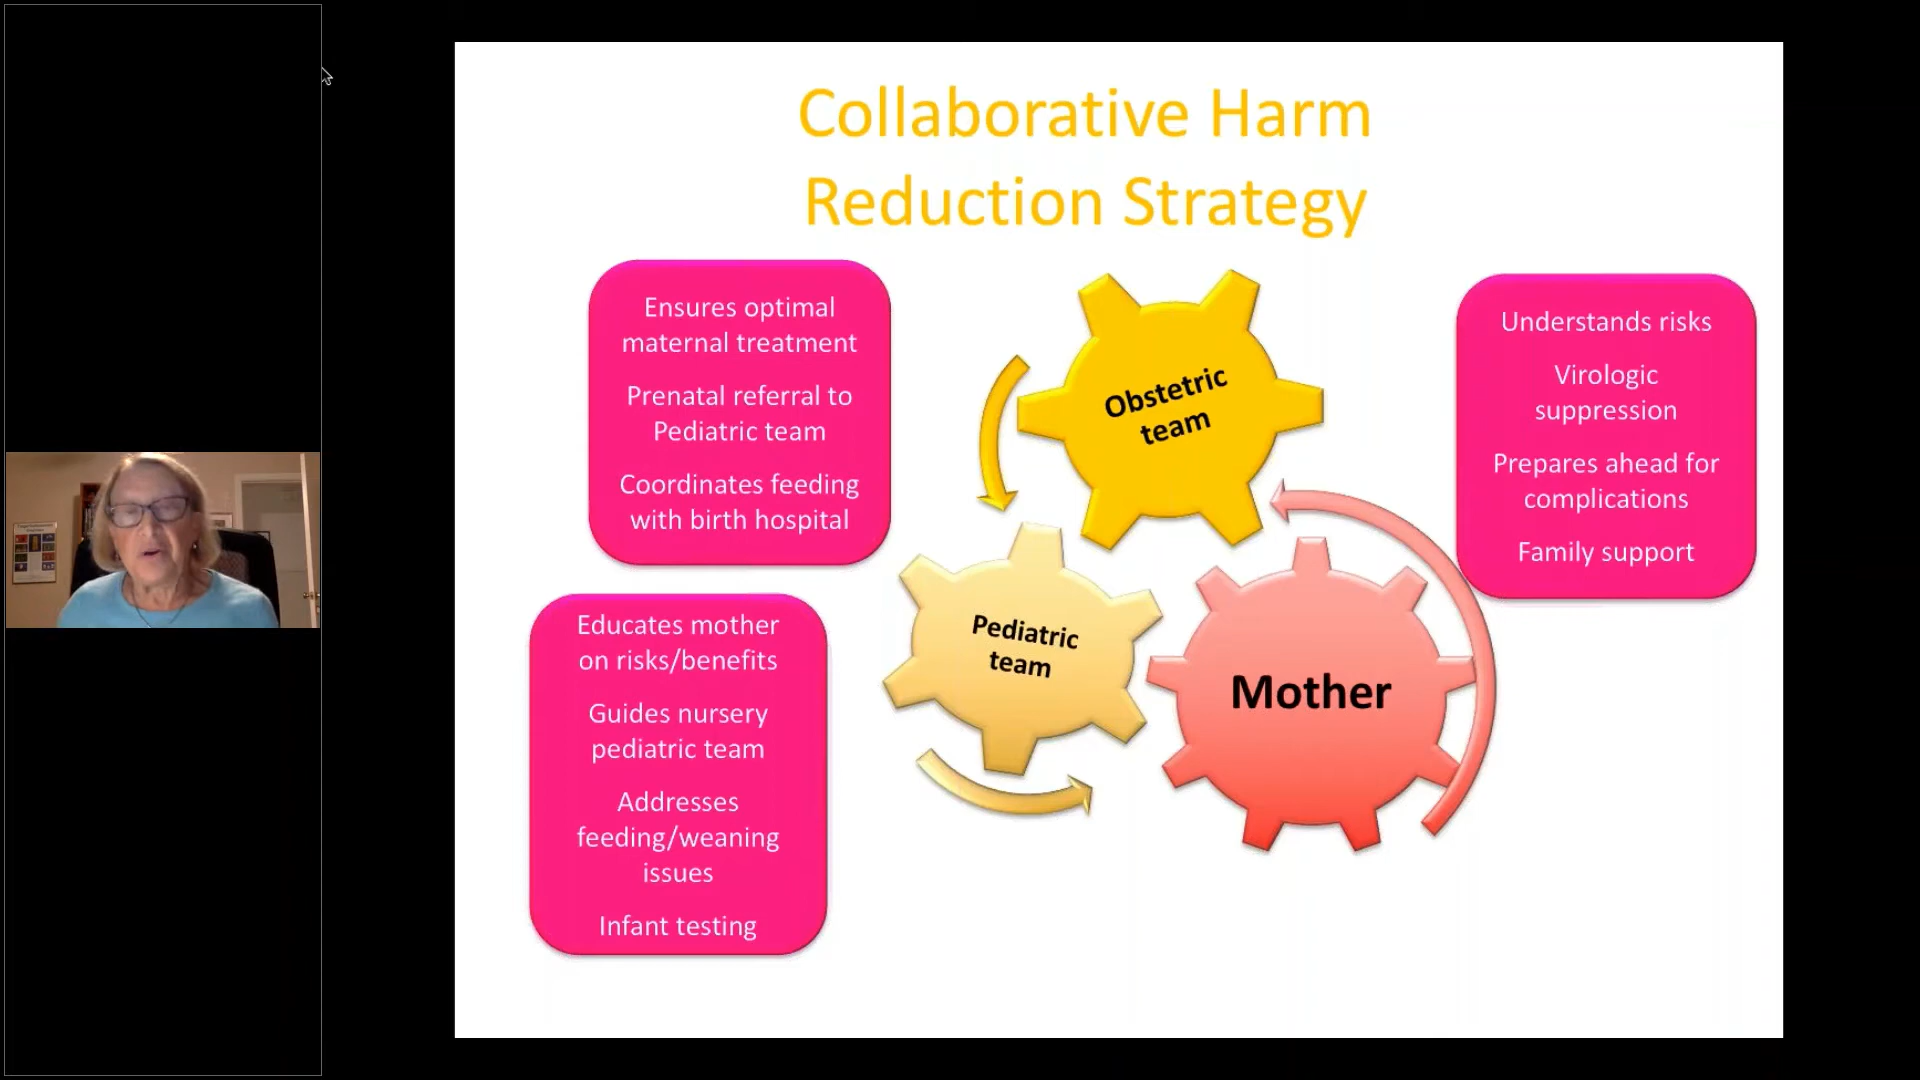 Collaborative Harm
Reduction Strategy
Ensures optimal
maternal treatment
Prenatal referral to
Pediatric team
Coordinates feeding
with birth hospital
Educates mother
on risks/benefits
Guides nursery
pediatric team
Addresses
feeding/weaning
issues
Infant testing
Obstetric
team
Pediatric
team
Mother
Understands risks
Virologic
suppression
Prepares ahead for
complications
Family support